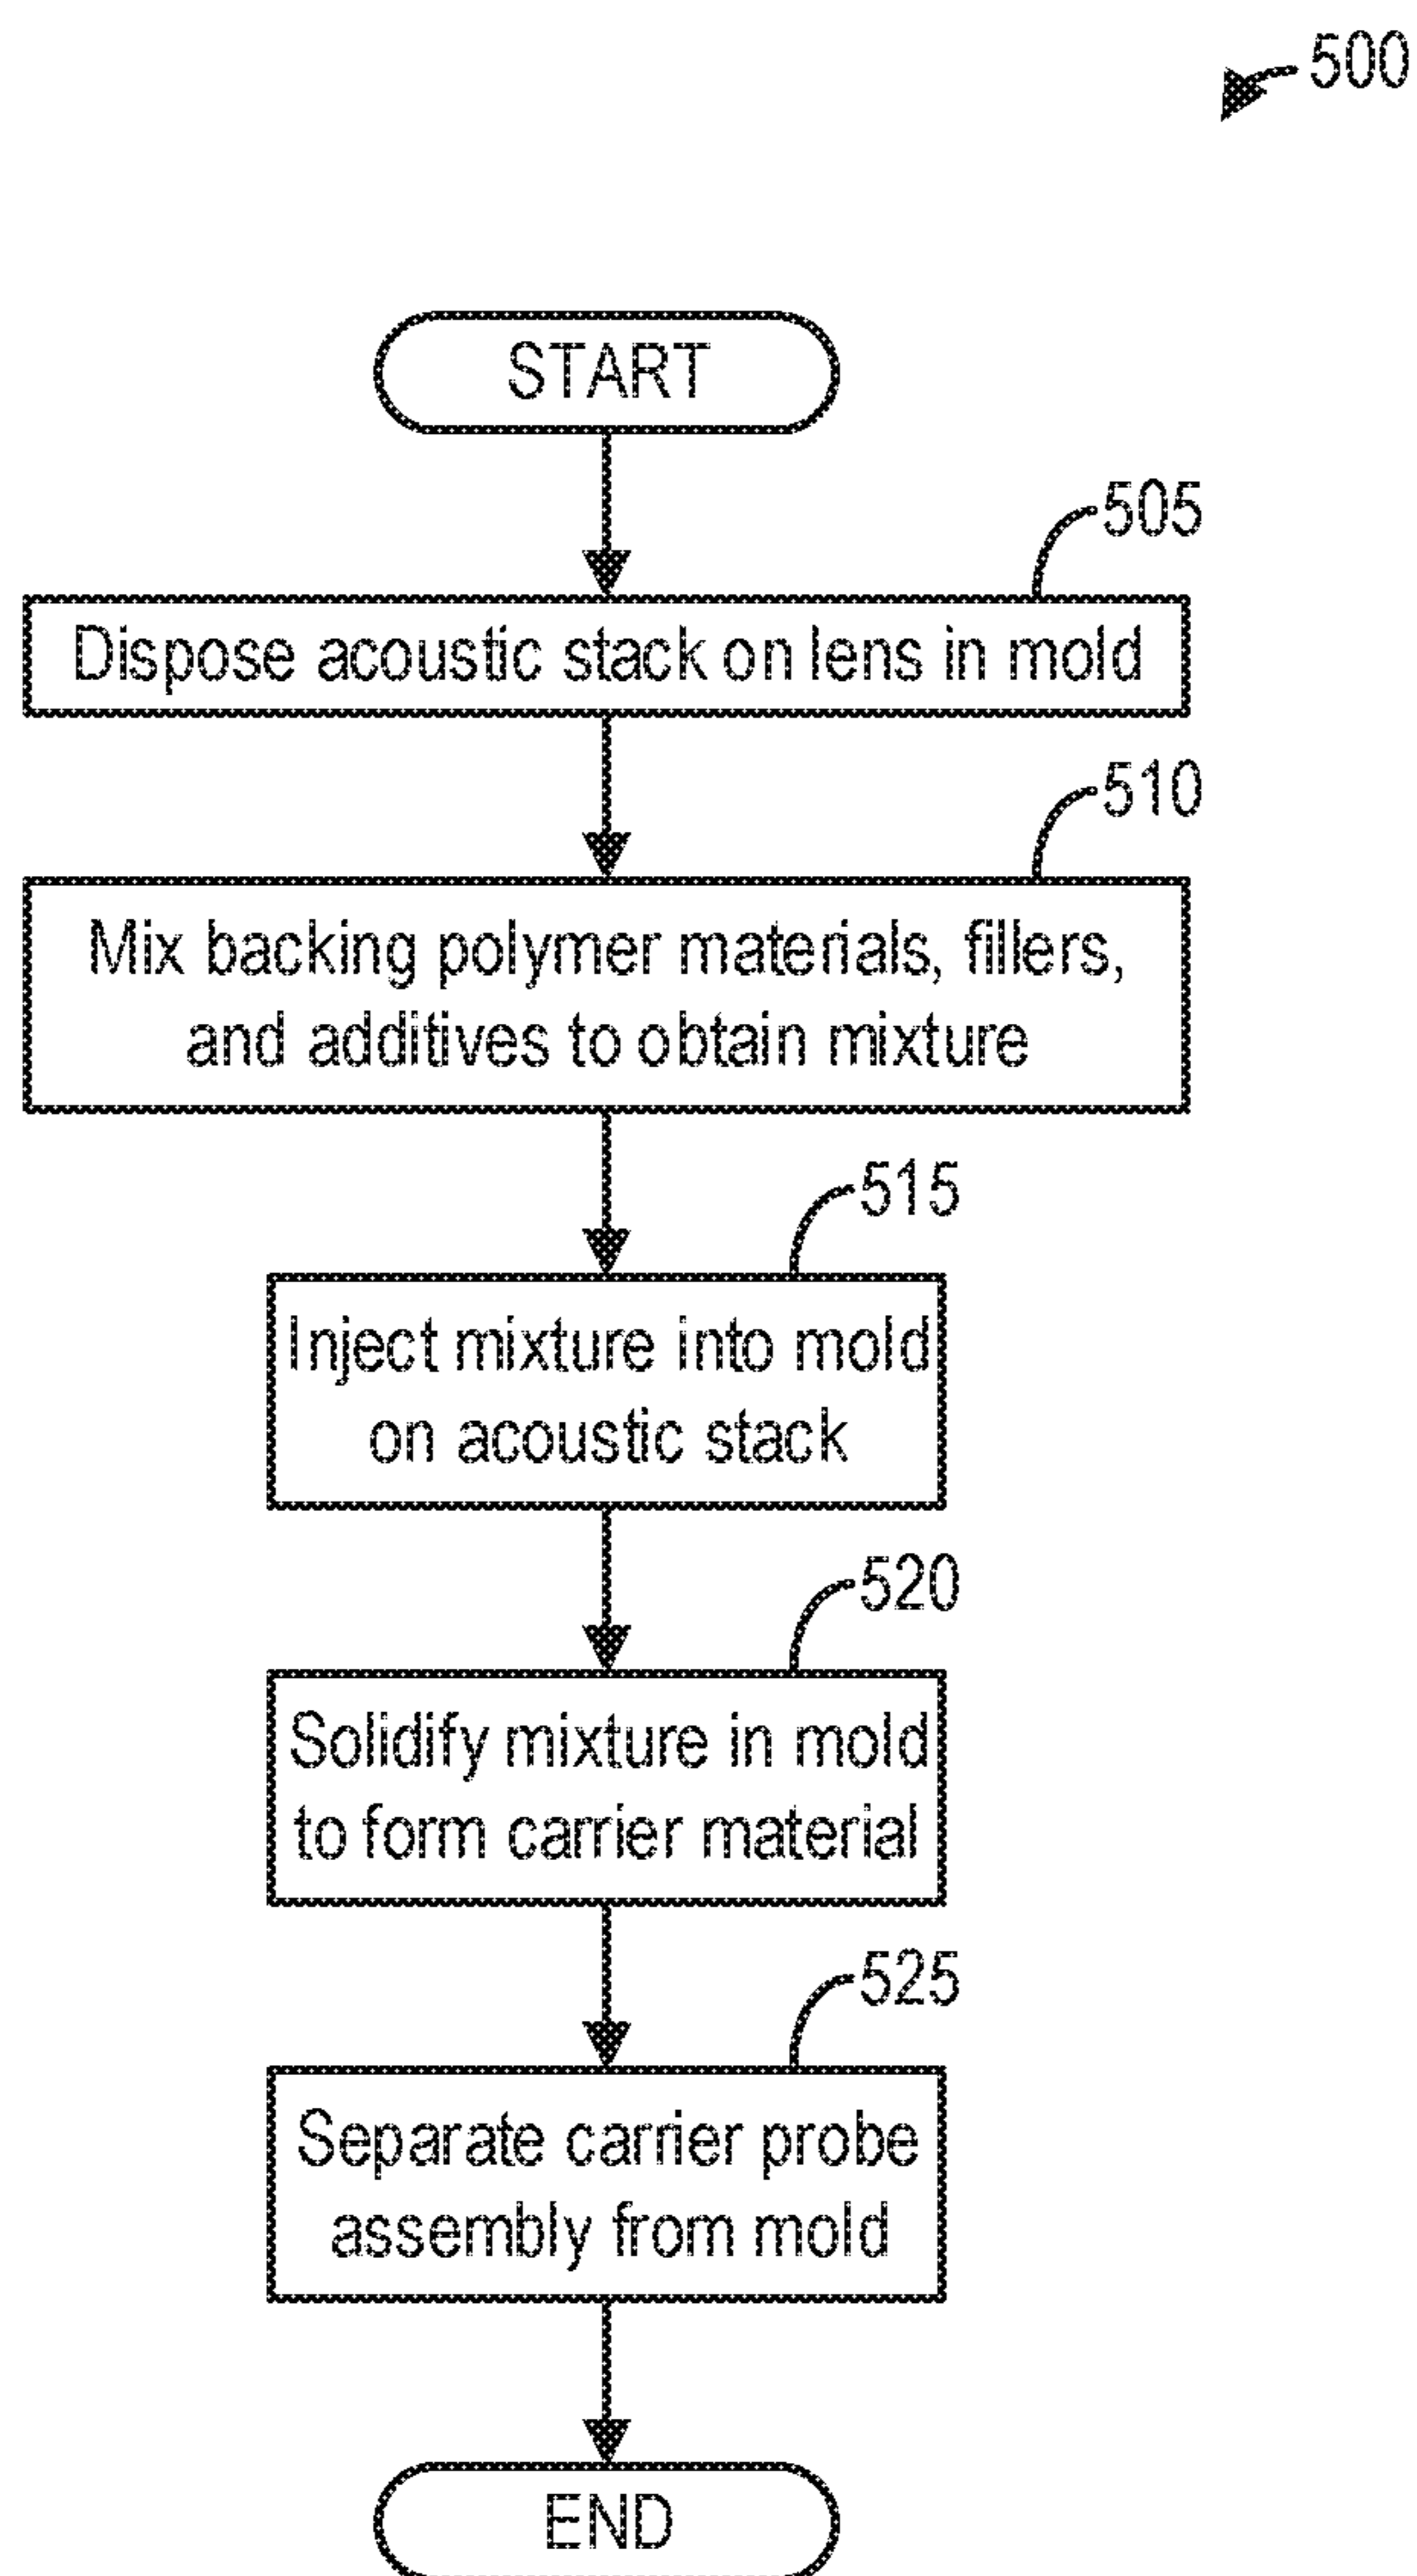 500
START
505
Dispose acoustic stack on lens in mold
510
Mix backing polymer materials, fillers,
and additives to obtain mixture
515
Inject mixture into mold
on acoustic stack
520
Solidify mixture in mold
to form carrier material
525
Separate carrier probe
assembly from mold
END